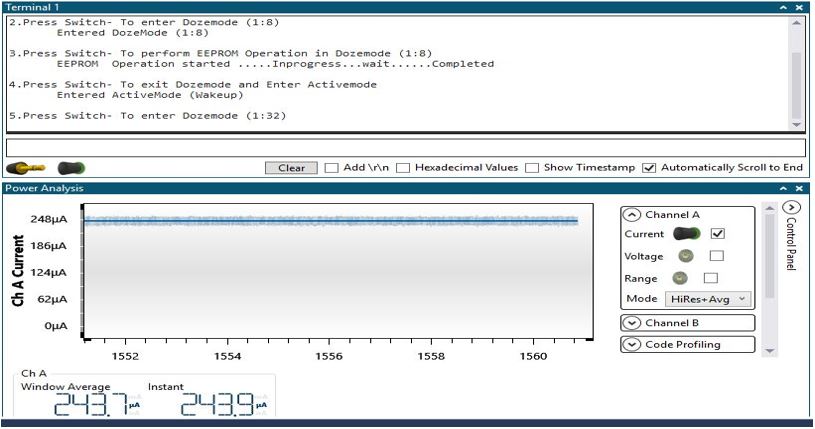 Terminal 1
2.Press Switch- To enter Dozemode (1:8)
Entered DozeMode (1:8)
3.Press Switch- To perform EEPROM Operation in Dozemode (1:8)
EEPROM Operation started .....Inprogress...wait......Completed
4.Press Switch- To exit Dozemode and Enter Activemode
Entered ActiveMode (Wakeup)
5.Press Switch- To enter Dozemode (1:32)
Clear Add \r\n Hexadecimal Values Show Timestamp Automatically Scroll to End
Power Analysis
Ch A Current
248µA
186µA
124µA
62µA
0µA
1552 1554 1556 1558 1560
Channel A
Current
Voltage
Range
Mode HiRes+Avg
Channel B
Code Profiling
Control Panel
Ch A
Window Average Instant
243.7 µA 243.9 µA